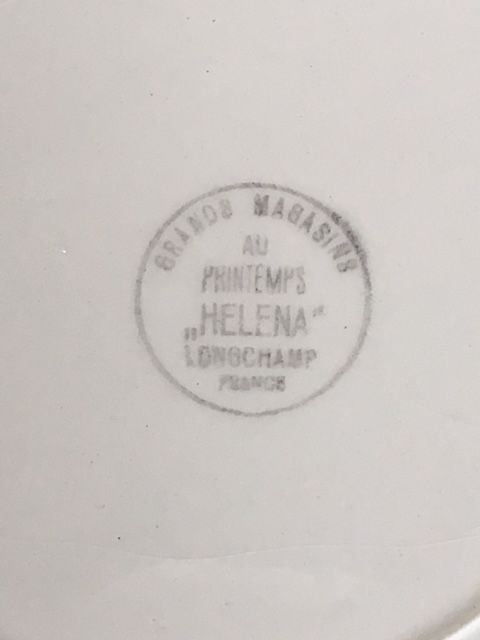 GRANDS MAGASINS
AU
PRINTEMPS
„HELENA"
LONGCHAMP
FRANCE